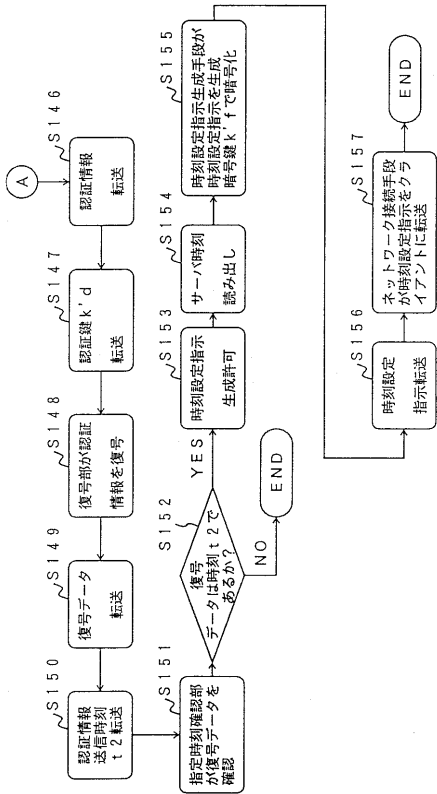 A
S146
認証情報
転送
S147
認証鍵k'd
転送
S148
復号部が認証
情報を復号
S149
復号データ
転送
S150
認証情報
送信時刻
t2転送
S151
指定時刻確認部
が復号データを
確認
S152
復号
データは時刻t2で
あるか?
NO
END
YES
S153
時刻設定指示
生成許可
S154
サーバ時刻
読み出し
S155
時刻設定指示生成手段が
時刻設定指示を生成
暗号鍵k'fで暗号化
S156
時刻設定
指示転送
S157
ネットワーク接続手段
が時刻設定指示をクラ
イアントに転送
END